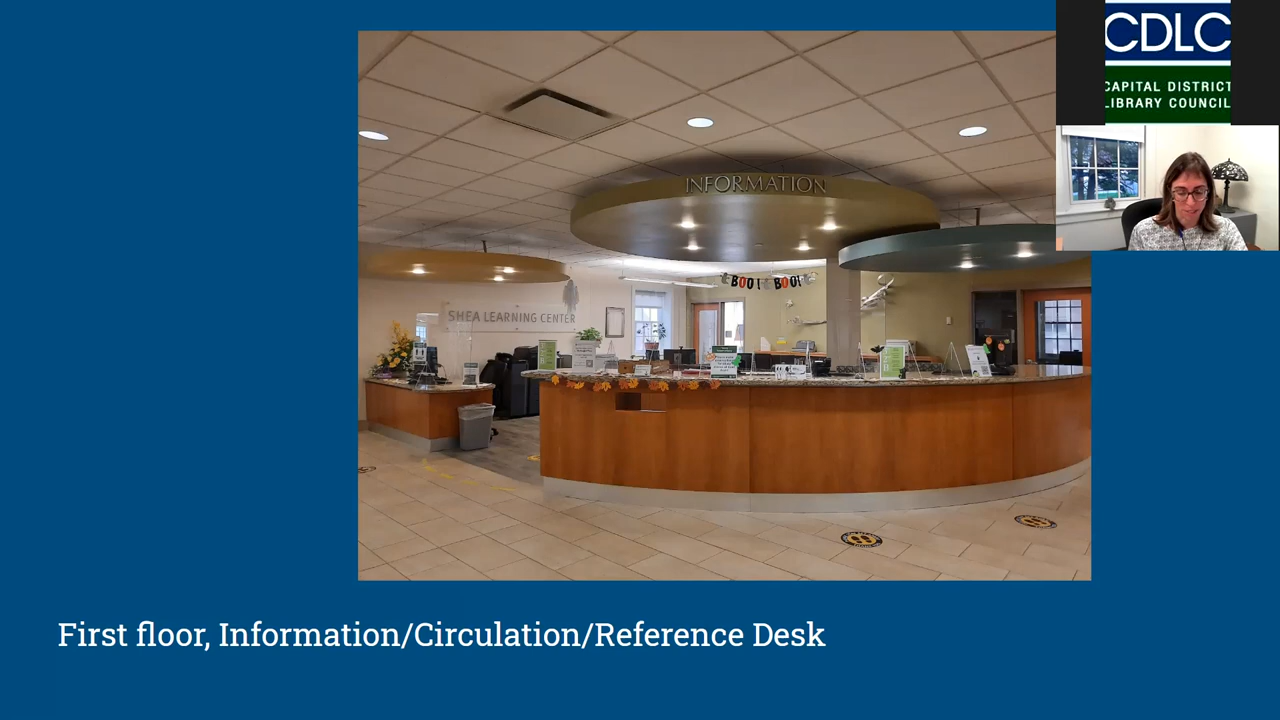 CDLC
CAPITAL DISTRICT
LIBRARY COUNCIL
INFORMATION
BOO! BOO!
SHEA LEARNING CENTER
First floor, Information/Circulation/Reference Desk